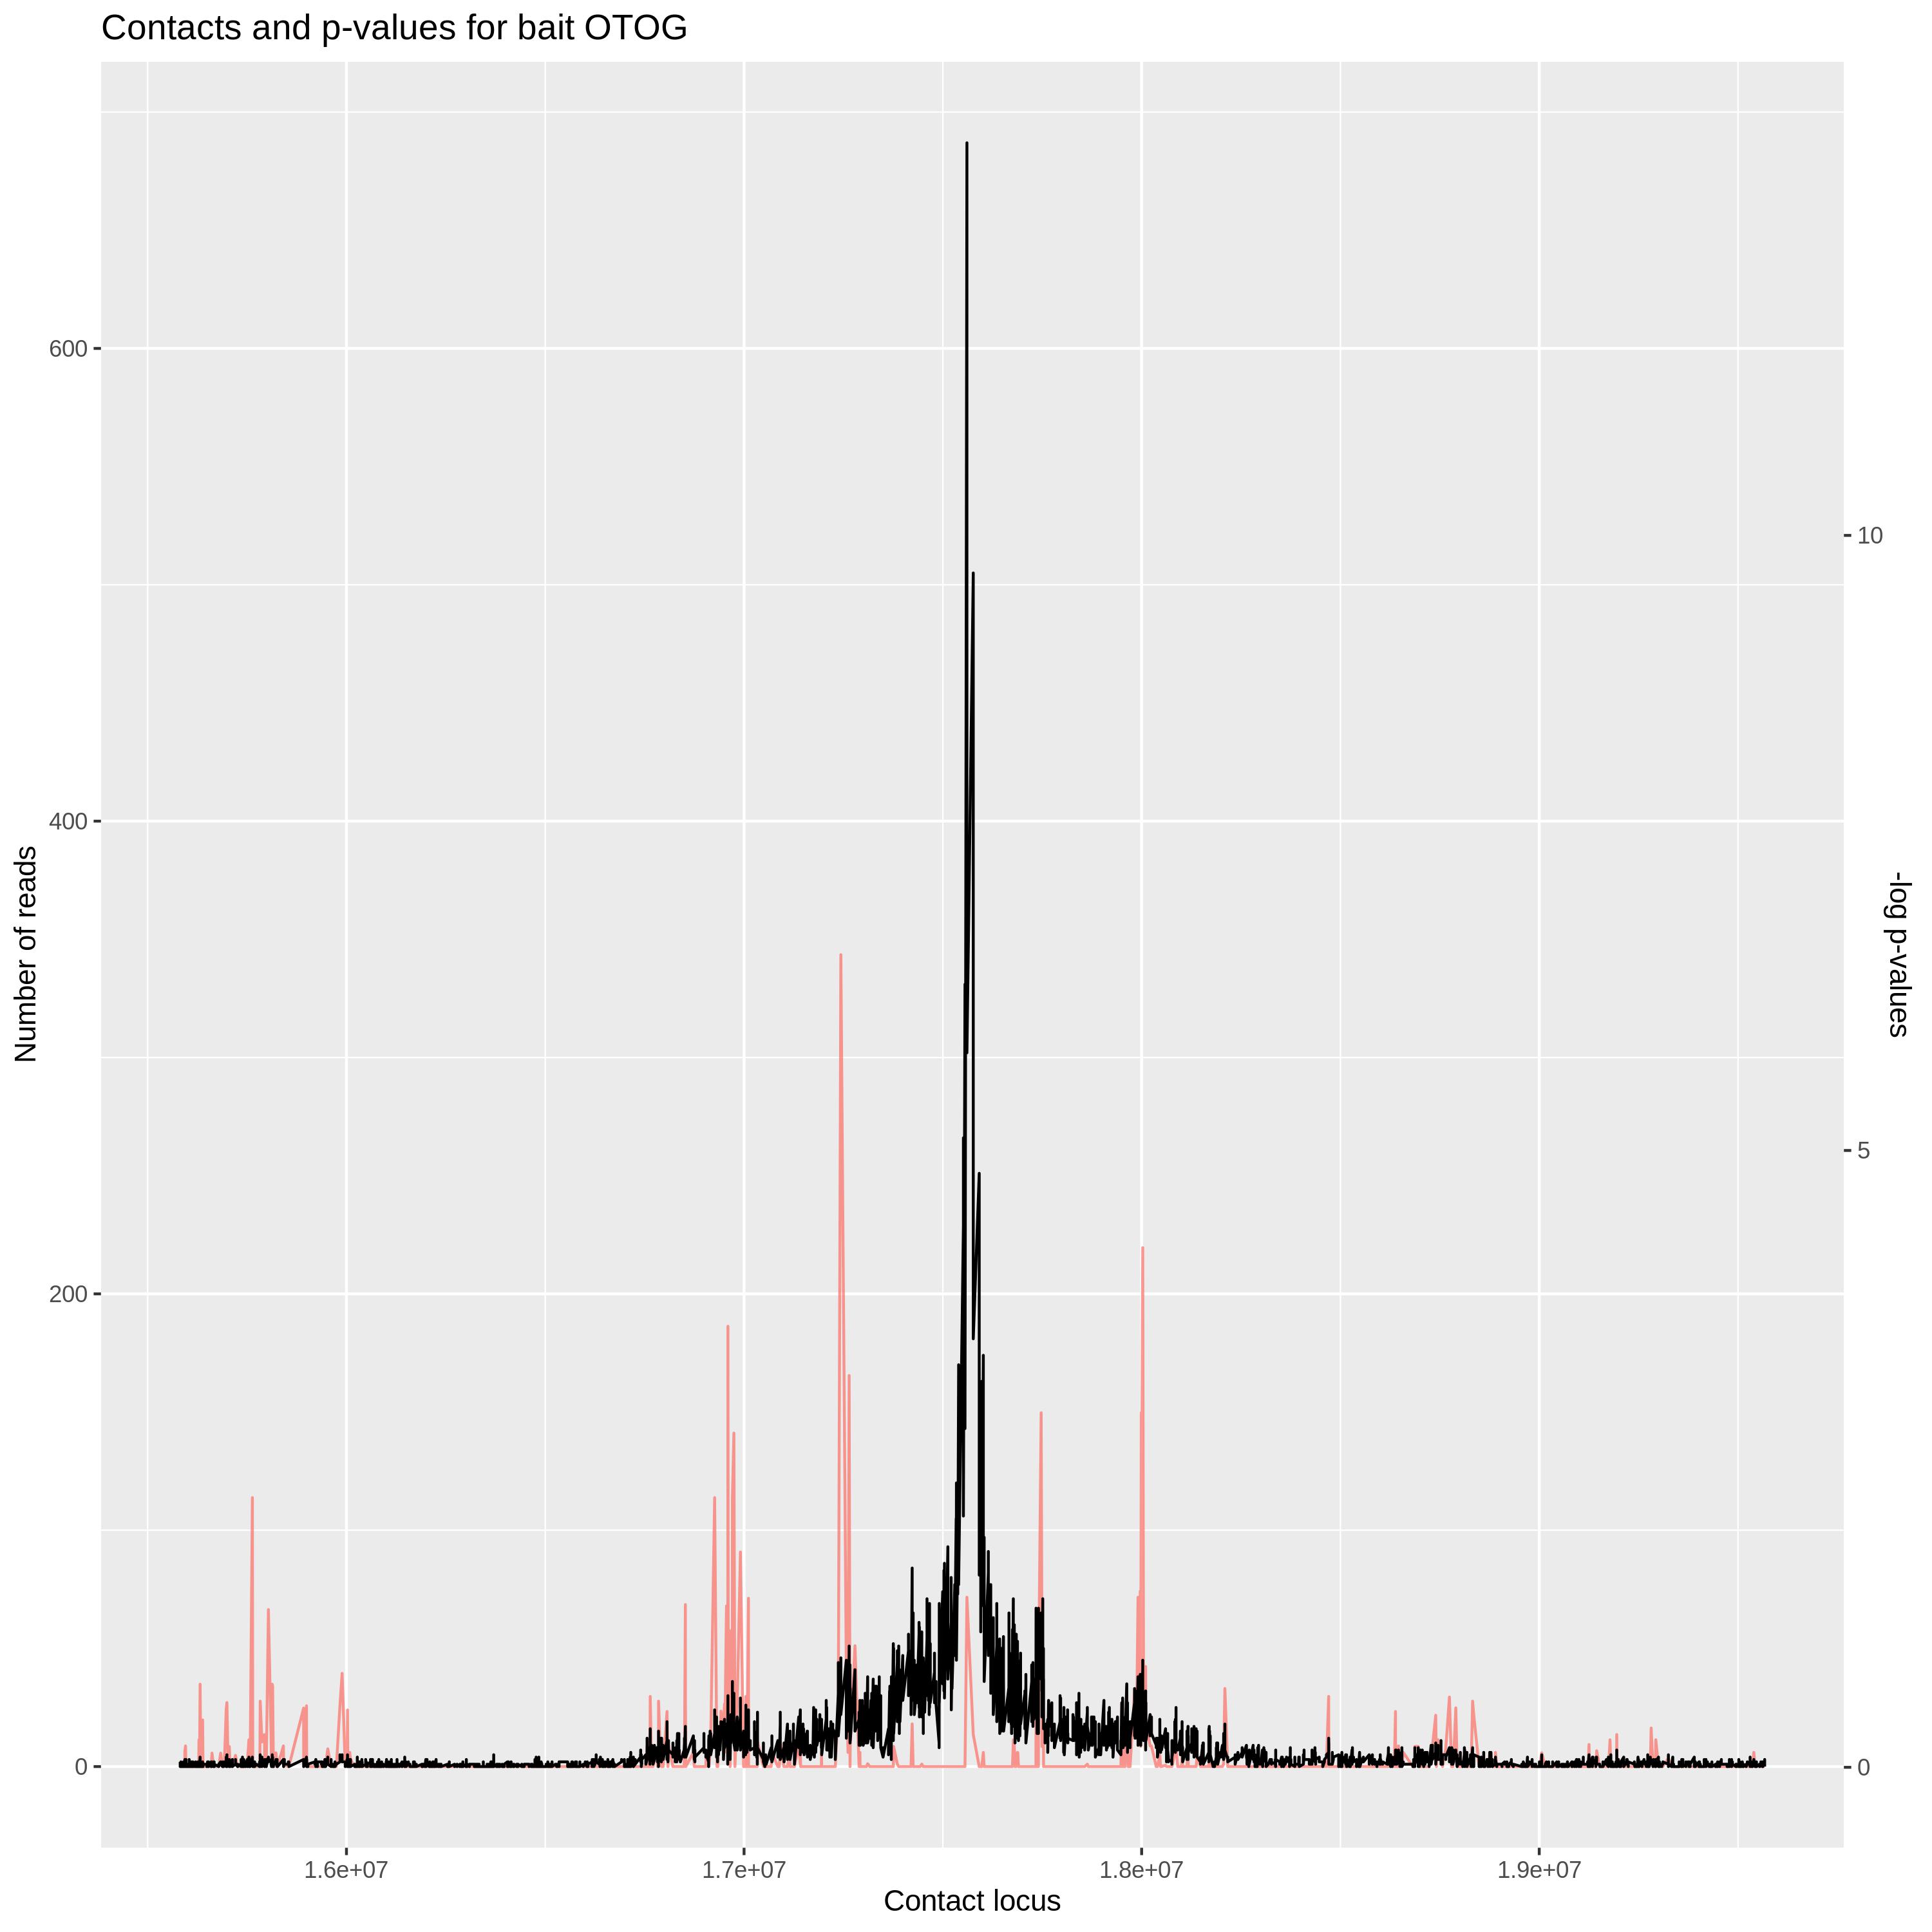 Contacts and p-values for bait OTOG
Number of reads
600
400
200
0
10
5
0
-log p-values
1.6e+07
1.7e+07
1.8e+07
1.9e+07
Contact locus